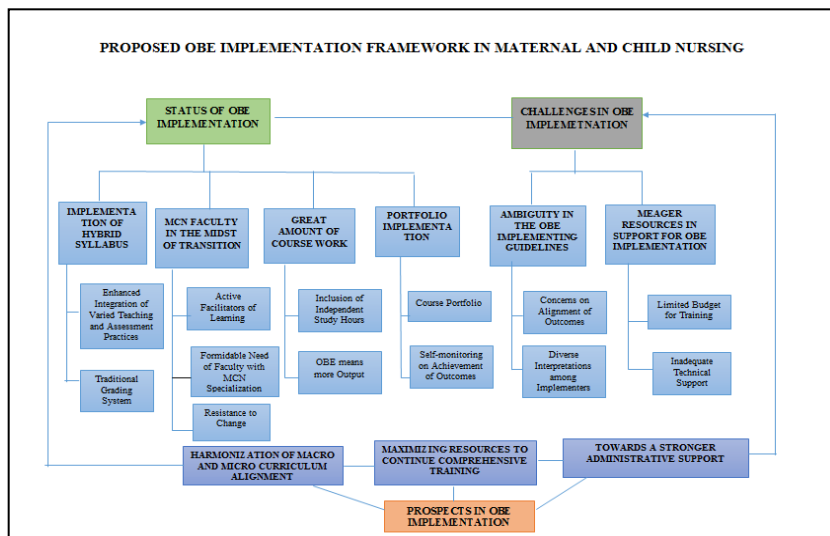 PROPOSED OBE IMPLEMENTATION FRAMEWORK IN MATERNAL AND CHILD NURSING
STATUS OF OBE
IMPLEMENTATION
CHALLENGES IN OBE
IMPLEMETNATION
IMPLEMENTA
TION OF
HYBRID
SYLLABUS
MCN FACULTY
IN THE MIDST
OF TRANSITION
GREAT
AMOUNT OF
COURSE WORK
PORTFOLIO
IMPLEMENTA
TION
AMBIGUITY IN
THE OBE
IMPLEMENTING
GUIDELINES
MEAGER
RESOURCES IN
SUPPORT FOR OBE
IMPLEMENTATION
Enhanced
Integration of
Varied Teaching
and Assessment
Practices
Traditional
Grading
System
Active
Facilitators of
Learning
Formidable Need
of Faculty with
MCN
Specialization
Resistance to
Change
Inclusion of
Independent
Study Hours
OBE means
more Output
Course Portfolio
Self-monitoring
on Achievement
of Outcomes
Concerns on
Alignment of
Outcomes
Diverse
Interpretations
among
Implementers
Limited Budget
for Training
Inadequate
Technical
Support
HARMONIZATION OF MACRO
AND MICRO CURRICULUM
ALIGNMENT
MAXIMIZING RESOURCES TO
CONTINUE COMPREHENSIVE
TRAINING
TOWARDS A STRONGER
ADMINISTRATIVE SUPPORT
PROSPECTS IN OBE
IMPLEMENTATION